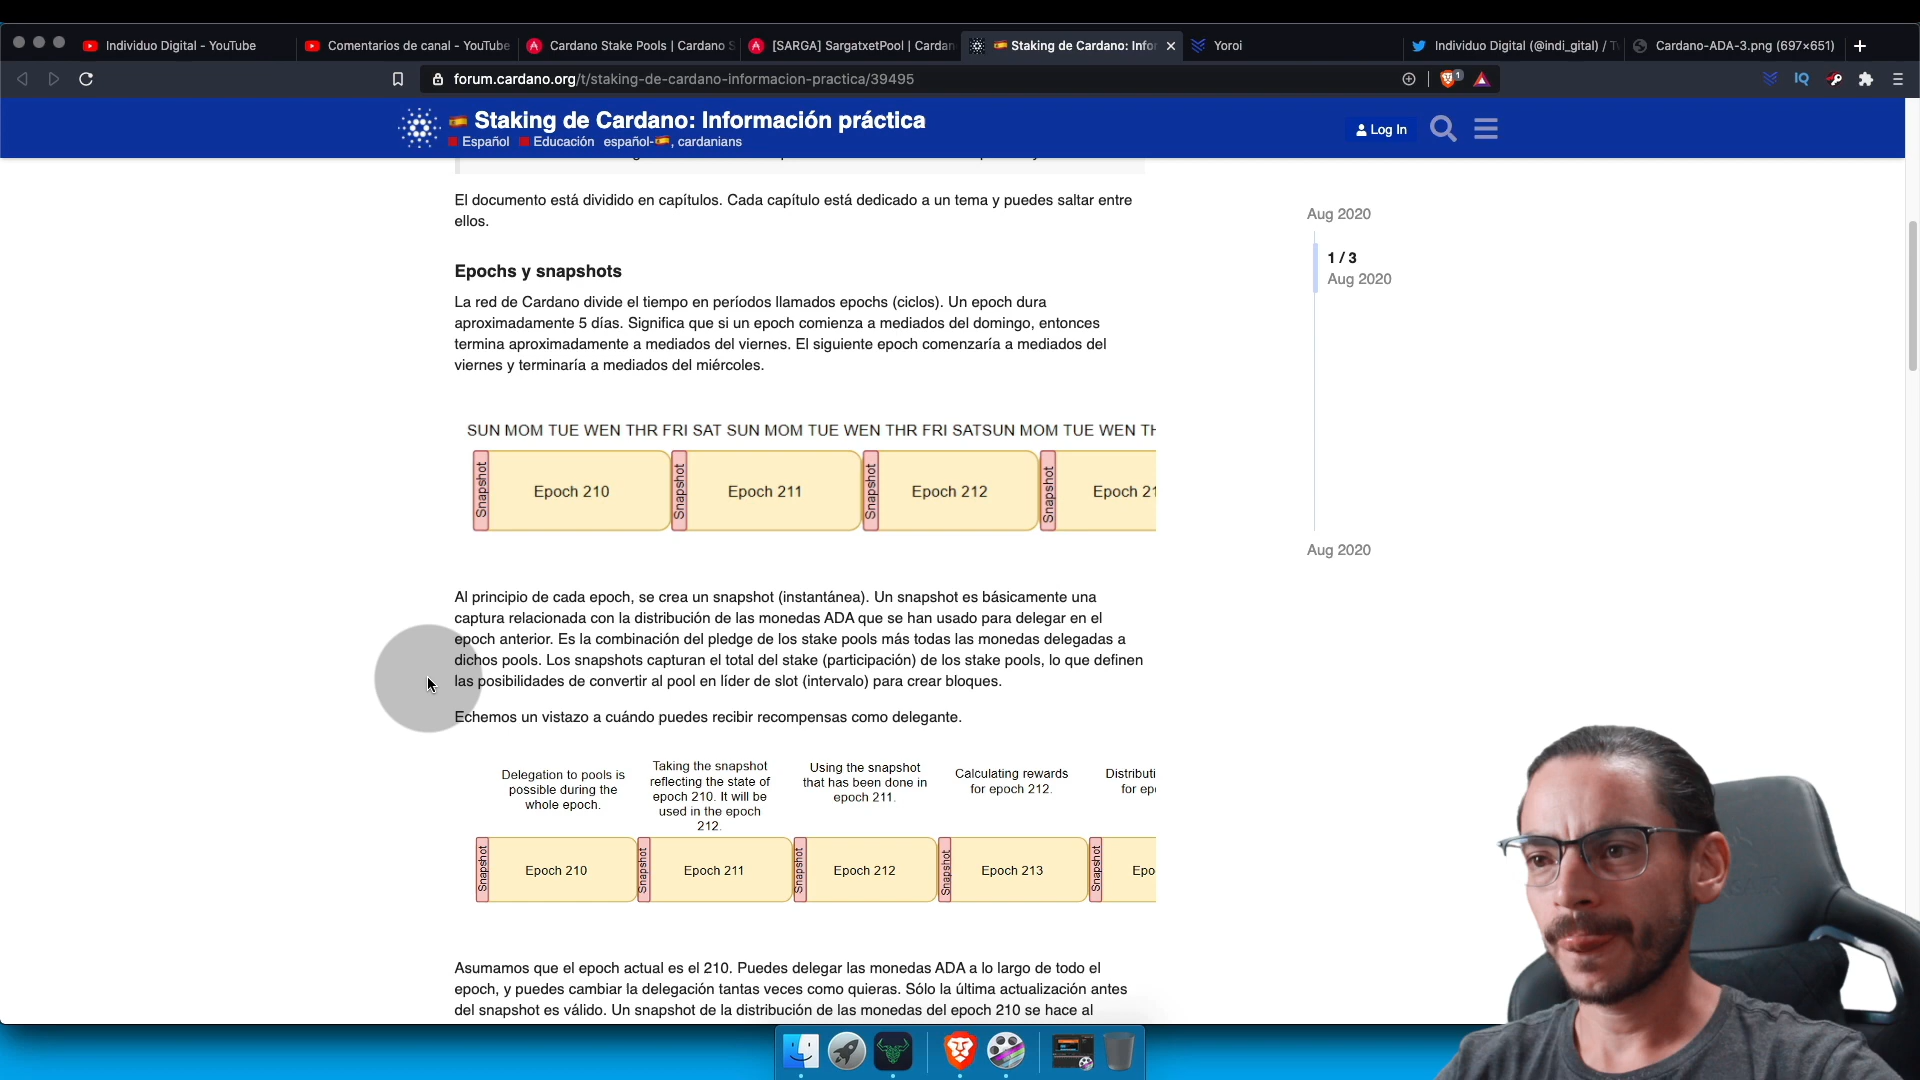 Individuo Digital - YouTube
Comentarios de canal - YouTube
Cardano Stake Pools | Cardano S
[SARGA] SargatxetPool | Cardan
Staking de Cardano: Infor
Yoroi
Individuo Digital (@indi_gital) / T
Cardano-ADA-3.png (697×651)
forum.cardano.org/t/staking-de-cardano-informacion-practica/39495
1
IQ
Staking de Cardano: Información práctica
Español Educación español-, cardanians
Log In
El documento está dividido en capítulos. Cada capítulo está dedicado a un tema y puedes saltar entre
ellos.
Epochs y snapshots
La red de Cardano divide el tiempo en períodos llamados epochs (ciclos). Un epoch dura
aproximadamente 5 días. Significa que si un epoch comienza a mediados del domingo, entonces
termina aproximadamente a mediados del viernes. El siguiente epoch comenzaría a mediados del
viernes y terminaría a mediados del miércoles.
SUN MOM TUE WEN THR FRI SAT SUN MOM TUE WEN THR FRI SATSUN MOM TUE WEN TH
Snapshot
Epoch 210
Snapshot
Epoch 211
Snapshot
Epoch 212
Snapshot
Epoch 21
Al principio de cada epoch, se crea un snapshot (instantánea). Un snapshot es básicamente una
captura relacionada con la distribución de las monedas ADA que se han usado para delegar en el
epoch anterior. Es la combinación del pledge de los stake pools más todas las monedas delegadas a
dichos pools. Los snapshots capturan el total del stake (participación) de los stake pools, lo que definen
las posibilidades de convertir al pool en líder de slot (intervalo) para crear bloques.
Echemos un vistazo a cuándo puedes recibir recompensas como delegante.
Delegation to pools is
possible during the
whole epoch.
Taking the snapshot
reflecting the state of
epoch 210. It will be
used in the epoch
212.
Using the snapshot
that has been done in
epoch 211.
Calculating rewards
for epoch 212.
Distributi
for ep
Snapshot
Epoch 210
Snapshot
Epoch 211
Snapshot
Epoch 212
Snapshot
Epoch 213
Snapshot
Epo
Asumamos que el epoch actual es el 210. Puedes delegar las monedas ADA a lo largo de todo el
epoch, y puedes cambiar la delegación tantas veces como quieras. Sólo la última actualización antes
del snapshot es válido. Un snapshot de la distribución de las monedas del epoch 210 se hace al
Aug 2020
1 / 3
Aug 2020
Aug 2020